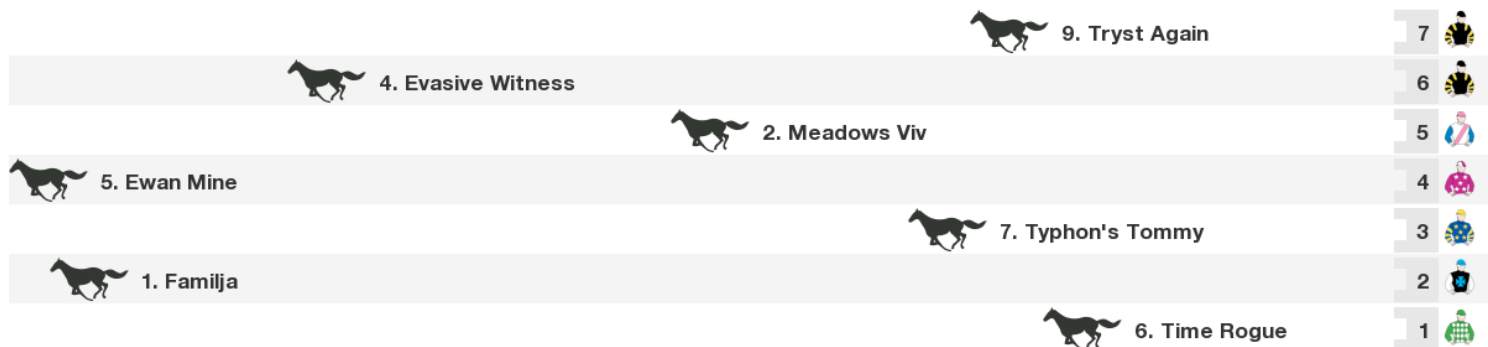 9. Tryst Again 7
4. Evasive Witness 6
2. Meadows Viv 5
5. Ewan Mine 4
7. Typhon's Tommy 3
1. Familja 2
6. Time Rogue 1